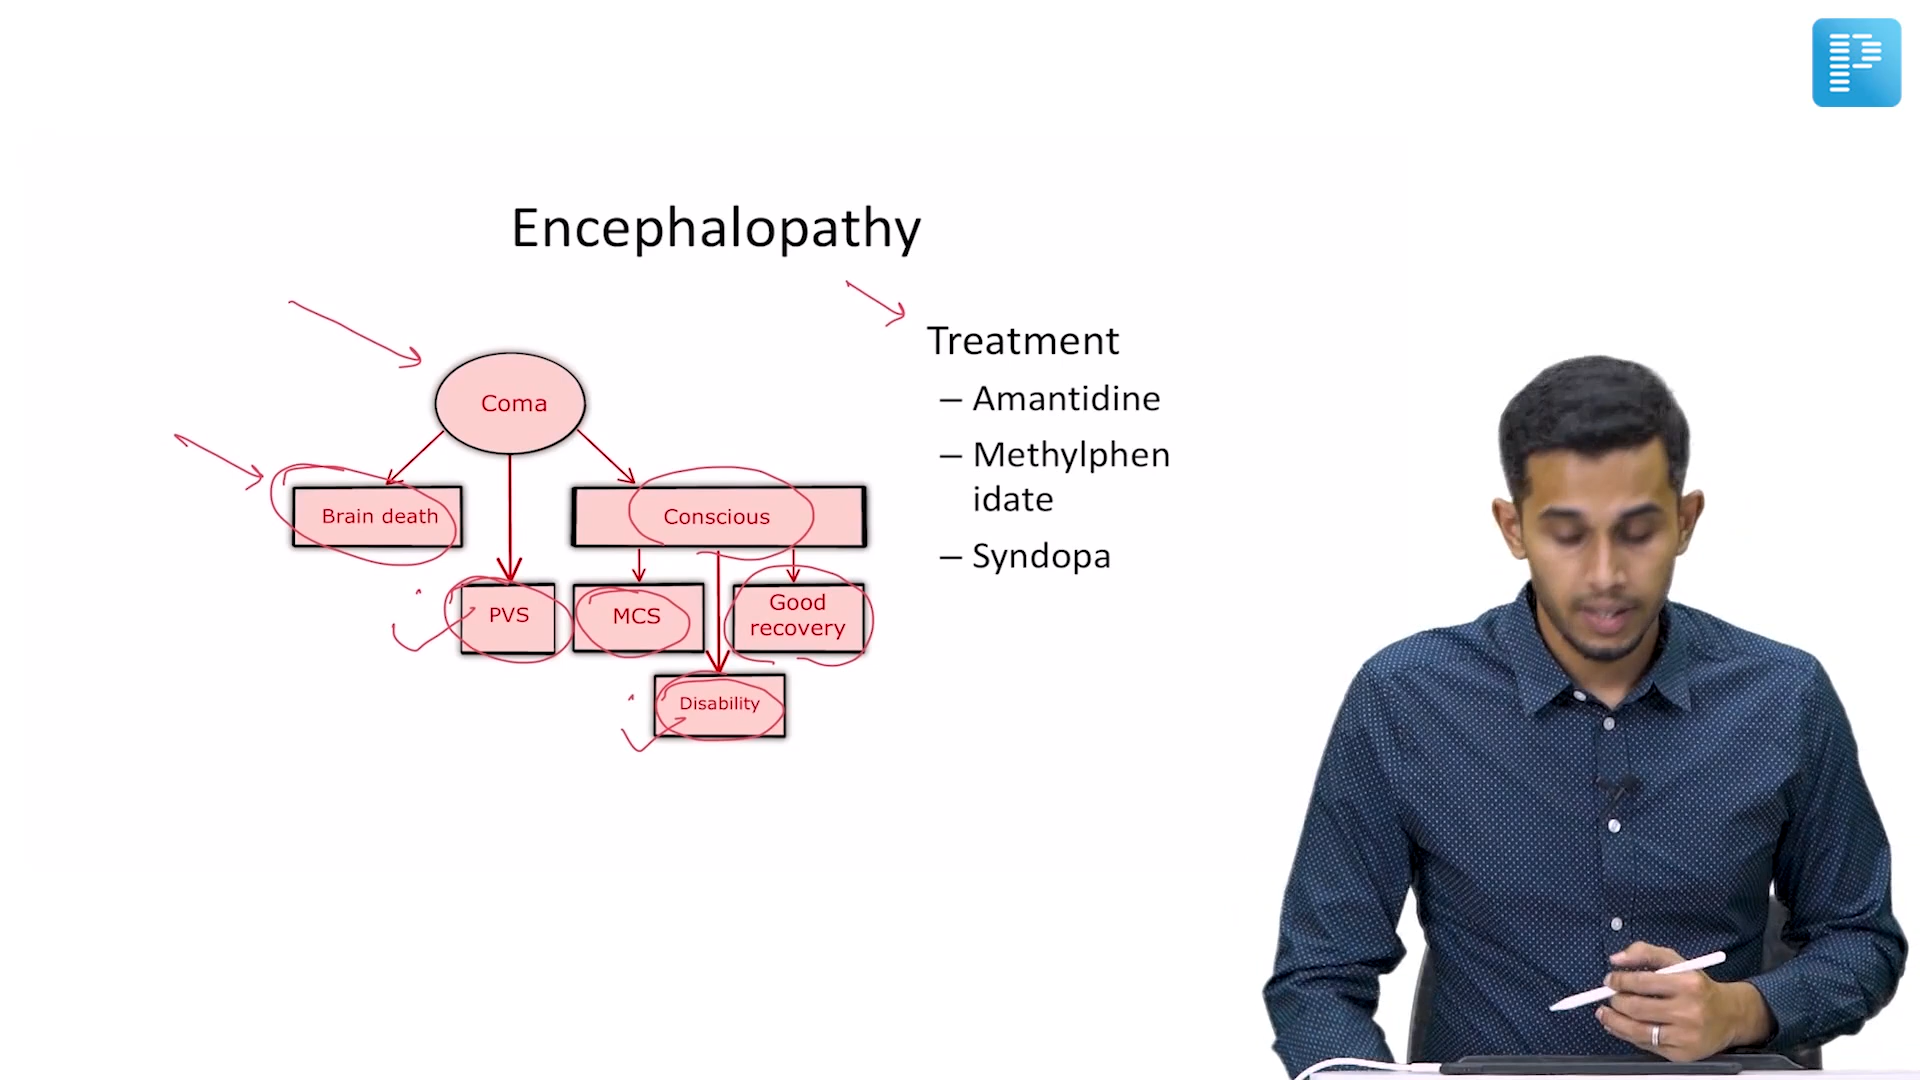 Encephalopathy
Coma
Brain death
Conscious
PVS
MCS
Good
recovery
Disability
Treatment
– Amantidine
– Methylphen
idate
– Syndopa